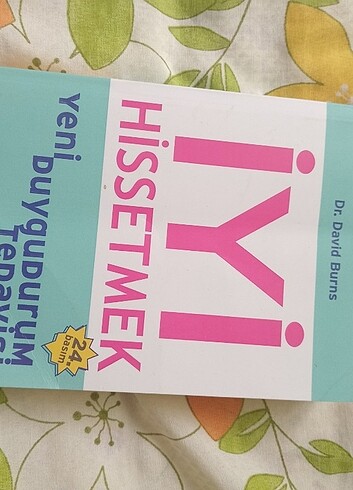 Dr. David Burns
İYİ
HİSSETMEK
24.
basım
Yeni
Duygudurum
Tedavisi